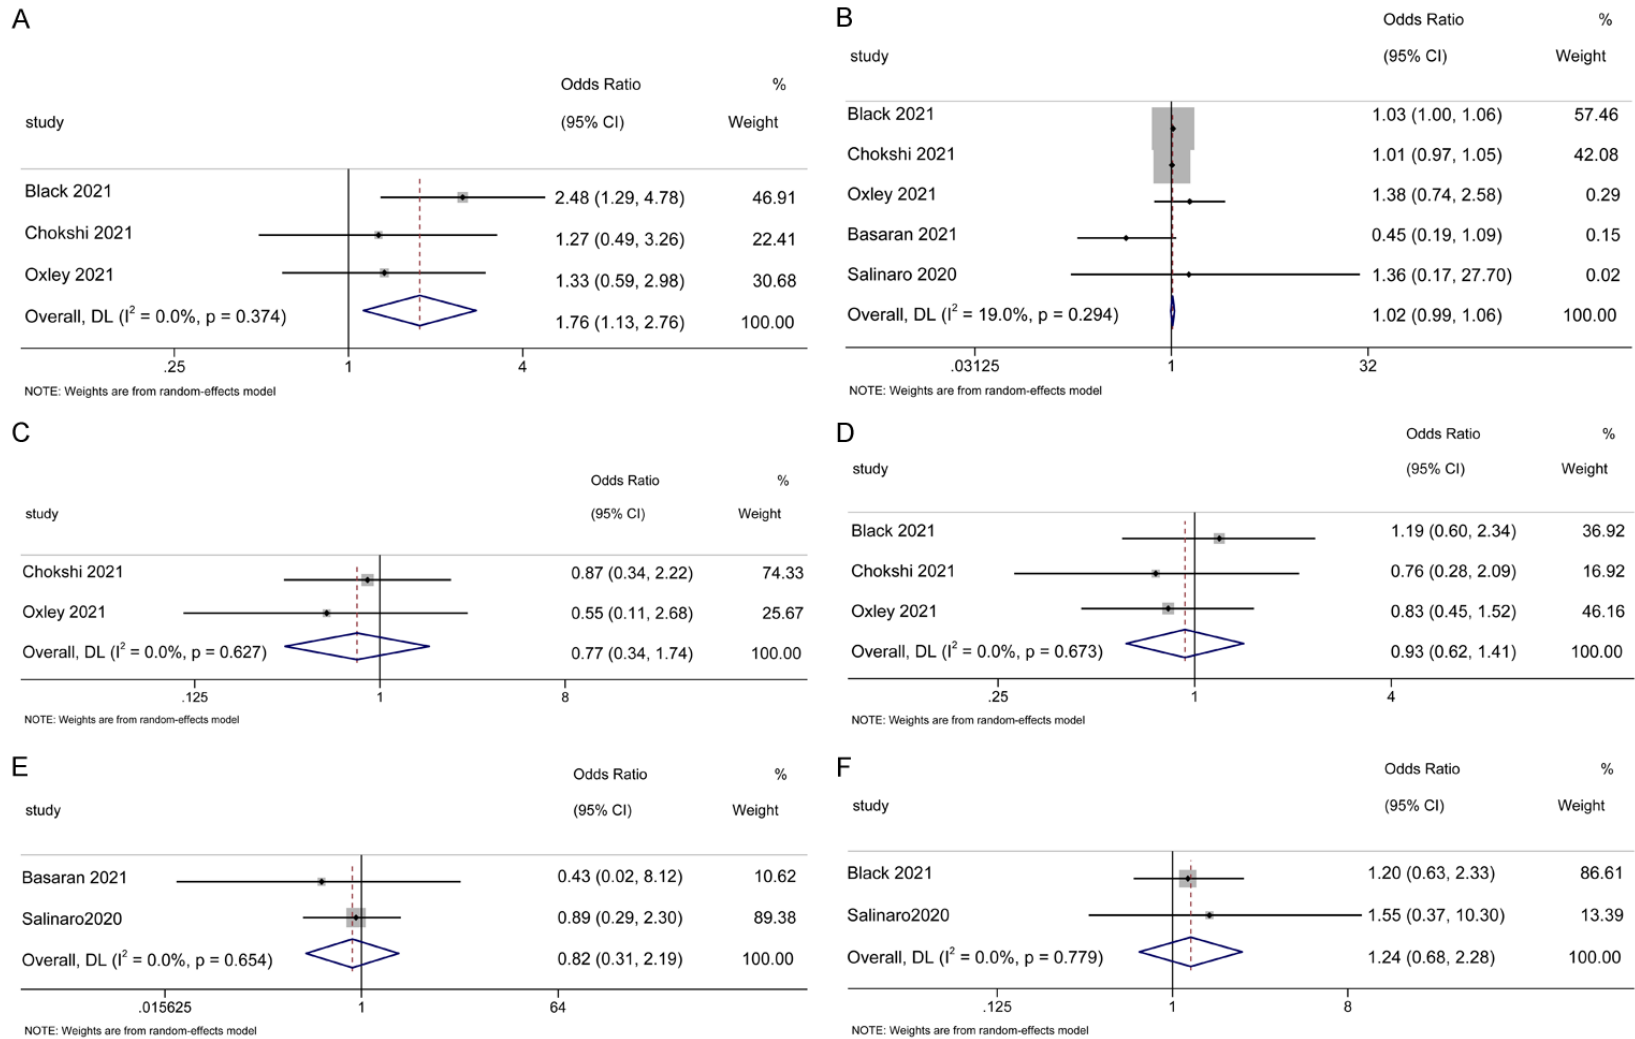 A
Odds Ratio %
study (95% CI) Weight
Black 2021 2.48 (1.29, 4.78) 46.91
Chokshi 2021 1.27 (0.49, 3.26) 22.41
Oxley 2021 1.33 (0.59, 2.98) 30.68
Overall, DL (I² = 0.0%, p = 0.374) 1.76 (1.13, 2.76) 100.00
.25 1 4
NOTE: Weights are from random-effects model
B
Odds Ratio %
study (95% CI) Weight
Black 2021 1.03 (1.00, 1.06) 57.46
Chokshi 2021 1.01 (0.97, 1.05) 42.08
Oxley 2021 1.38 (0.74, 2.58) 0.29
Basaran 2021 0.45 (0.19, 1.09) 0.15
Salinaro 2020 1.36 (0.17, 27.70) 0.02
Overall, DL (I² = 19.0%, p = 0.294) 1.02 (0.99, 1.06) 100.00
.03125 1 32
NOTE: Weights are from random-effects model
C
Odds Ratio %
study (95% CI) Weight
Chokshi 2021 0.87 (0.34, 2.22) 74.33
Oxley 2021 0.55 (0.11, 2.68) 25.67
Overall, DL (I² = 0.0%, p = 0.627) 0.77 (0.34, 1.74) 100.00
.125 1 8
NOTE: Weights are from random-effects model
D
Odds Ratio %
study (95% CI) Weight
Black 2021 1.19 (0.60, 2.34) 36.92
Chokshi 2021 0.76 (0.28, 2.09) 16.92
Oxley 2021 0.83 (0.45, 1.52) 46.16
Overall, DL (I² = 0.0%, p = 0.673) 0.93 (0.62, 1.41) 100.00
.25 1 4
NOTE: Weights are from random-effects model
E
Odds Ratio %
study (95% CI) Weight
Basaran 2021 0.43 (0.02, 8.12) 10.62
Salinaro2020 0.89 (0.29, 2.30) 89.38
Overall, DL (I² = 0.0%, p = 0.654) 0.82 (0.31, 2.19) 100.00
.015625 1 64
NOTE: Weights are from random-effects model
F
Odds Ratio %
study (95% CI) Weight
Black 2021 1.20 (0.63, 2.33) 86.61
Salinaro2020 1.55 (0.37, 10.30) 13.39
Overall, DL (I² = 0.0%, p = 0.779) 1.24 (0.68, 2.28) 100.00
.125 1 8
NOTE: Weights are from random-effects model